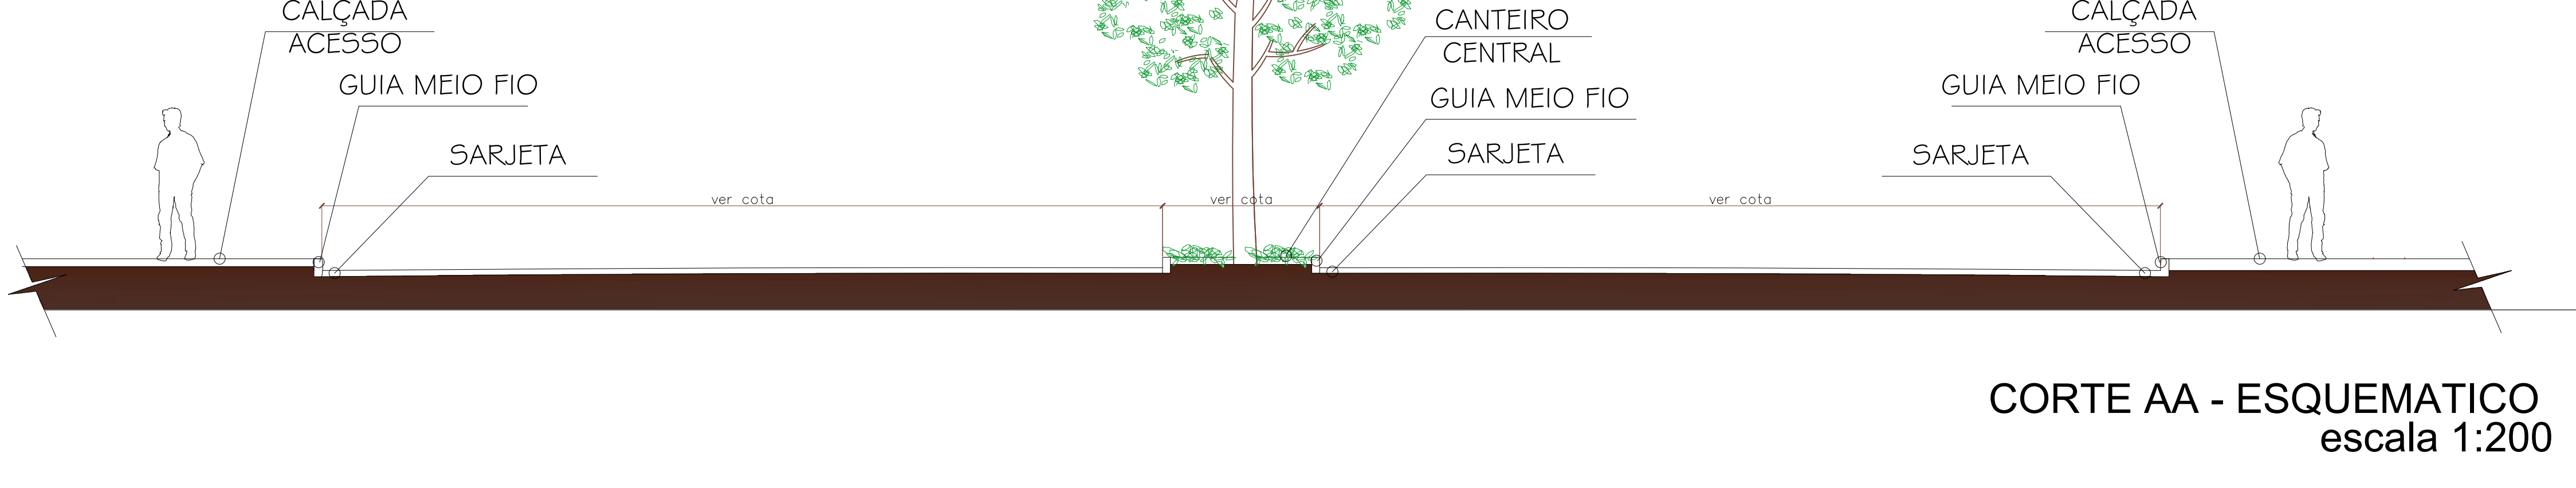 CALÇADA
ACESSO
GUIA MEIO FIO
SARJETA
CANTEIRO
CENTRAL
GUIA MEIO FIO
SARJETA
CALÇADA
ACESSO
GUIA MEIO FIO
SARJETA
ver cota
ver cota
ver cota
CORTE AA - ESQUEMATICO
escala 1:200